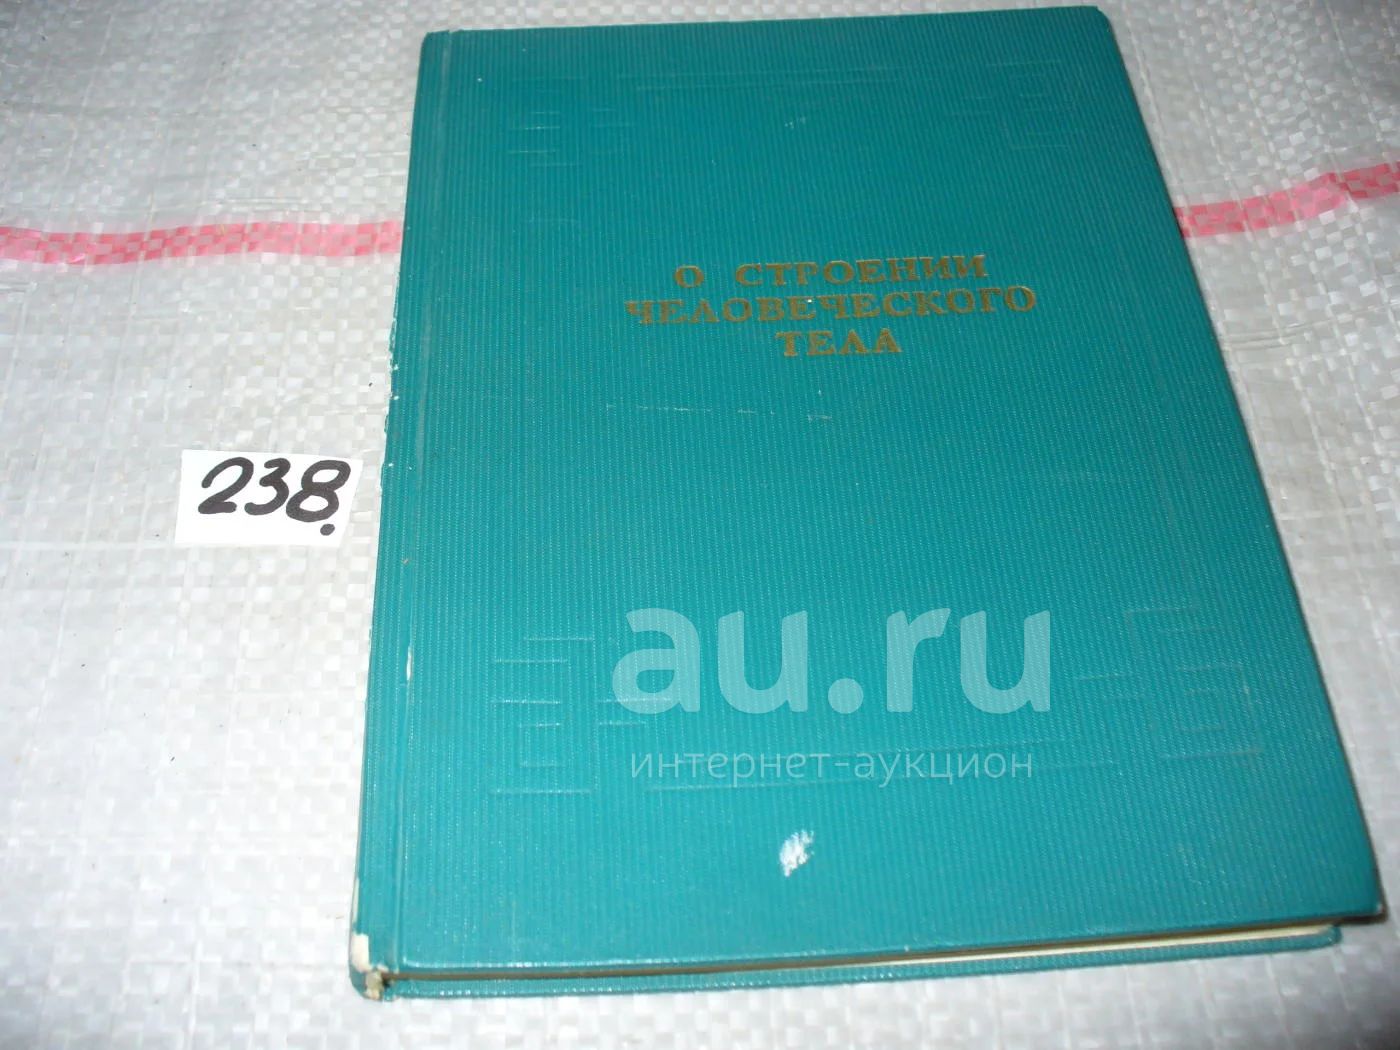 О СТРОЕНИИ
ЧЕЛОВЕЧЕСКОГО
ТЕЛА
238.
au.ru
интернет-аукцион